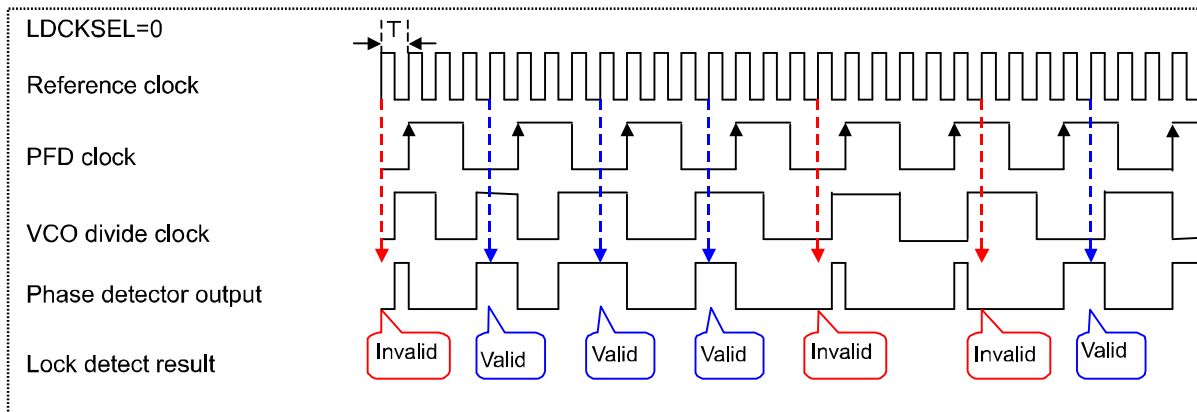 LDCKSEL=0
T
Reference clock
PFD clock
VCO divide clock
Phase detector output
Lock detect result
Invalid
Valid
Valid
Valid
Invalid
Invalid
Valid